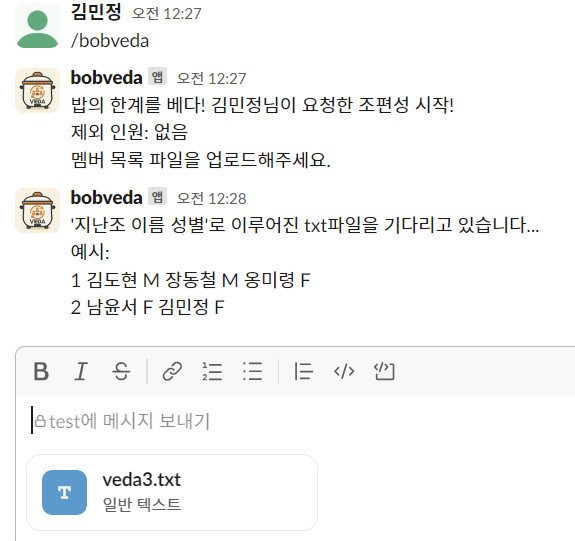 김민정 오전 12:27
/bobveda
VEDA
bobveda 앱 오전 12:27
밥의 한계를 베다! 김민정님이 요청한 조편성 시작!
제외 인원: 없음
멤버 목록 파일을 업로드해주세요.
VEDA
bobveda 앱 오전 12:28
'지난조 이름 성별'로 이루어진 txt파일을 기다리고 있습니다...
예시:
1 김도현 M 장동철 M 옹미령 F
2 남윤서 F 김민정 F
B I S
test에 메시지 보내기
T
veda3.txt
일반 텍스트